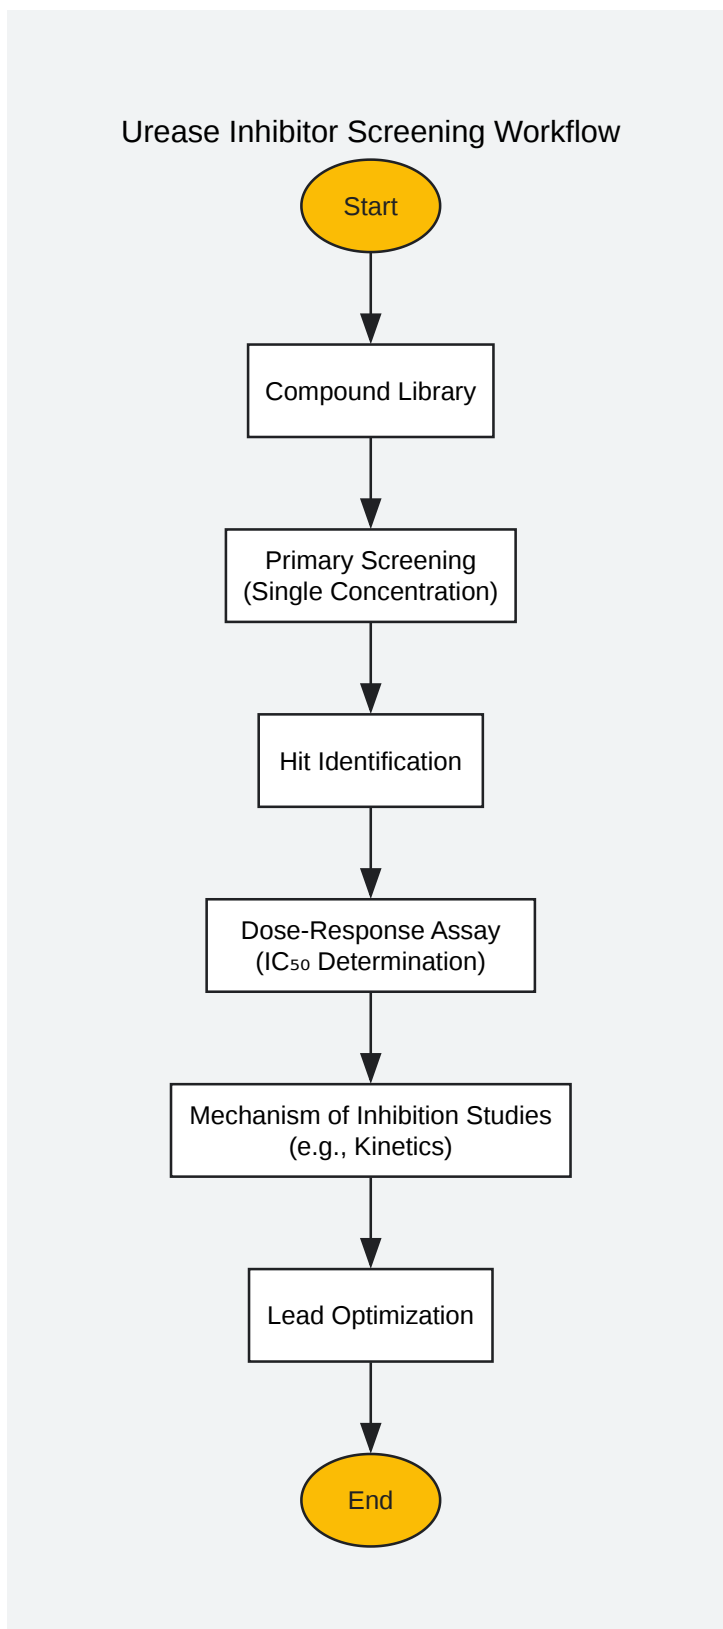 Urease Inhibitor Screening Workflow
Start
Compound Library
Primary Screening
(Single Concentration)
Hit Identification
Dose-Response Assay
(IC₅₀ Determination)
Mechanism of Inhibition Studies
(e.g., Kinetics)
Lead Optimization
End